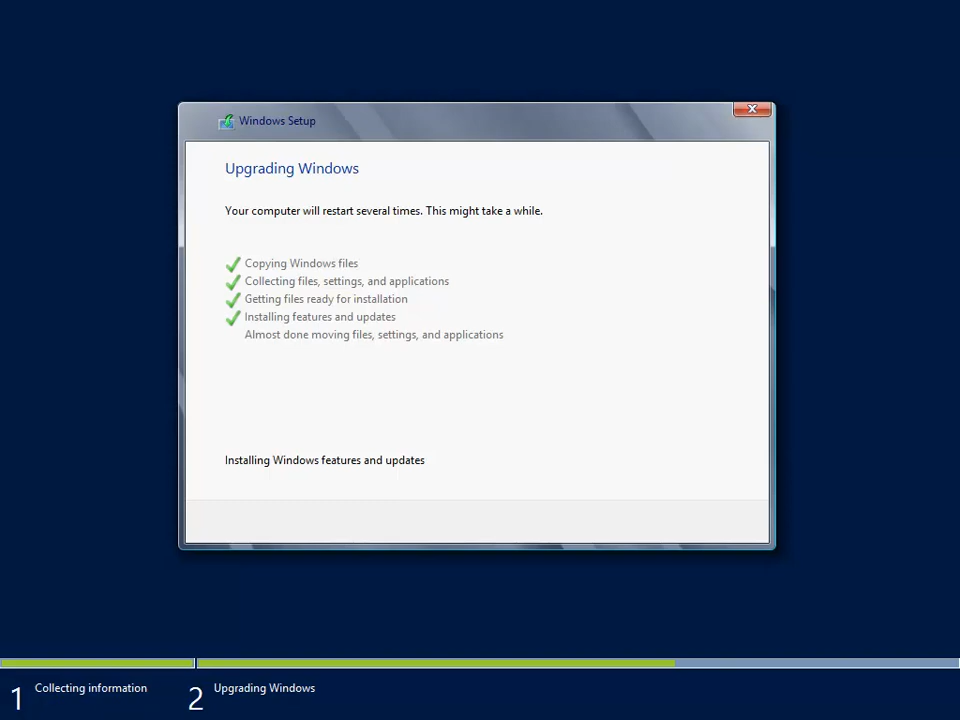 Windows Setup
Upgrading Windows
Your computer will restart several times. This might take a while.
Copying Windows files
Collecting files, settings, and applications
Getting files ready for installation
Installing features and updates
Almost done moving files, settings, and applications
Installing Windows features and updates
1 Collecting information
2 Upgrading Windows